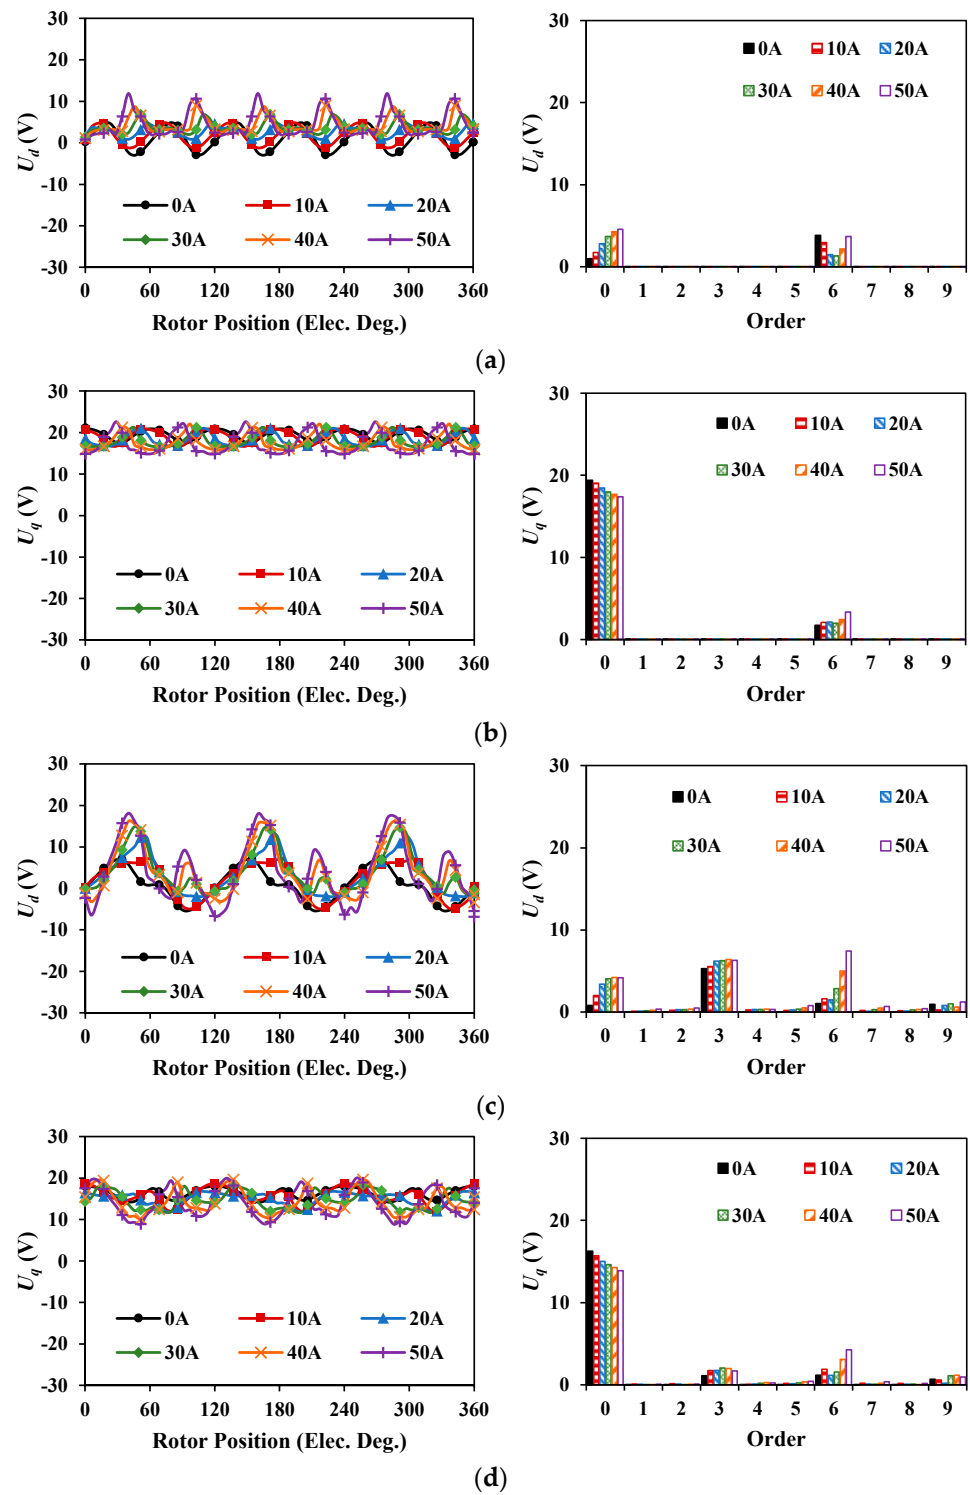 30
20
10
0
-10
-20
-30
U_d (V)
0A 10A 20A
30A 40A 50A
0 60 120 180 240 300 360
Rotor Position (Elec. Deg.)
30
20
10
0
U_d (V)
0A 10A 20A
30A 40A 50A
0 1 2 3 4 5 6 7 8 9
Order
(a)
30
20
10
0
-10
-20
-30
U_q (V)
0A 10A 20A
30A 40A 50A
0 60 120 180 240 300 360
Rotor Position (Elec. Deg.)
30
20
10
0
U_q (V)
0A 10A 20A
30A 40A 50A
0 1 2 3 4 5 6 7 8 9
Order
(b)
30
20
10
0
-10
-20
-30
U_d (V)
0A 10A 20A
30A 40A 50A
0 60 120 180 240 300 360
Rotor Position (Elec. Deg.)
30
20
10
0
U_d (V)
0A 10A 20A
30A 40A 50A
0 1 2 3 4 5 6 7 8 9
Order
(c)
30
20
10
0
-10
-20
-30
U_q (V)
0A 10A 20A
30A 40A 50A
0 60 120 180 240 300 360
Rotor Position (Elec. Deg.)
30
20
10
0
U_q (V)
0A 10A 20A
30A 40A 50A
0 1 2 3 4 5 6 7 8 9
Order
(d)